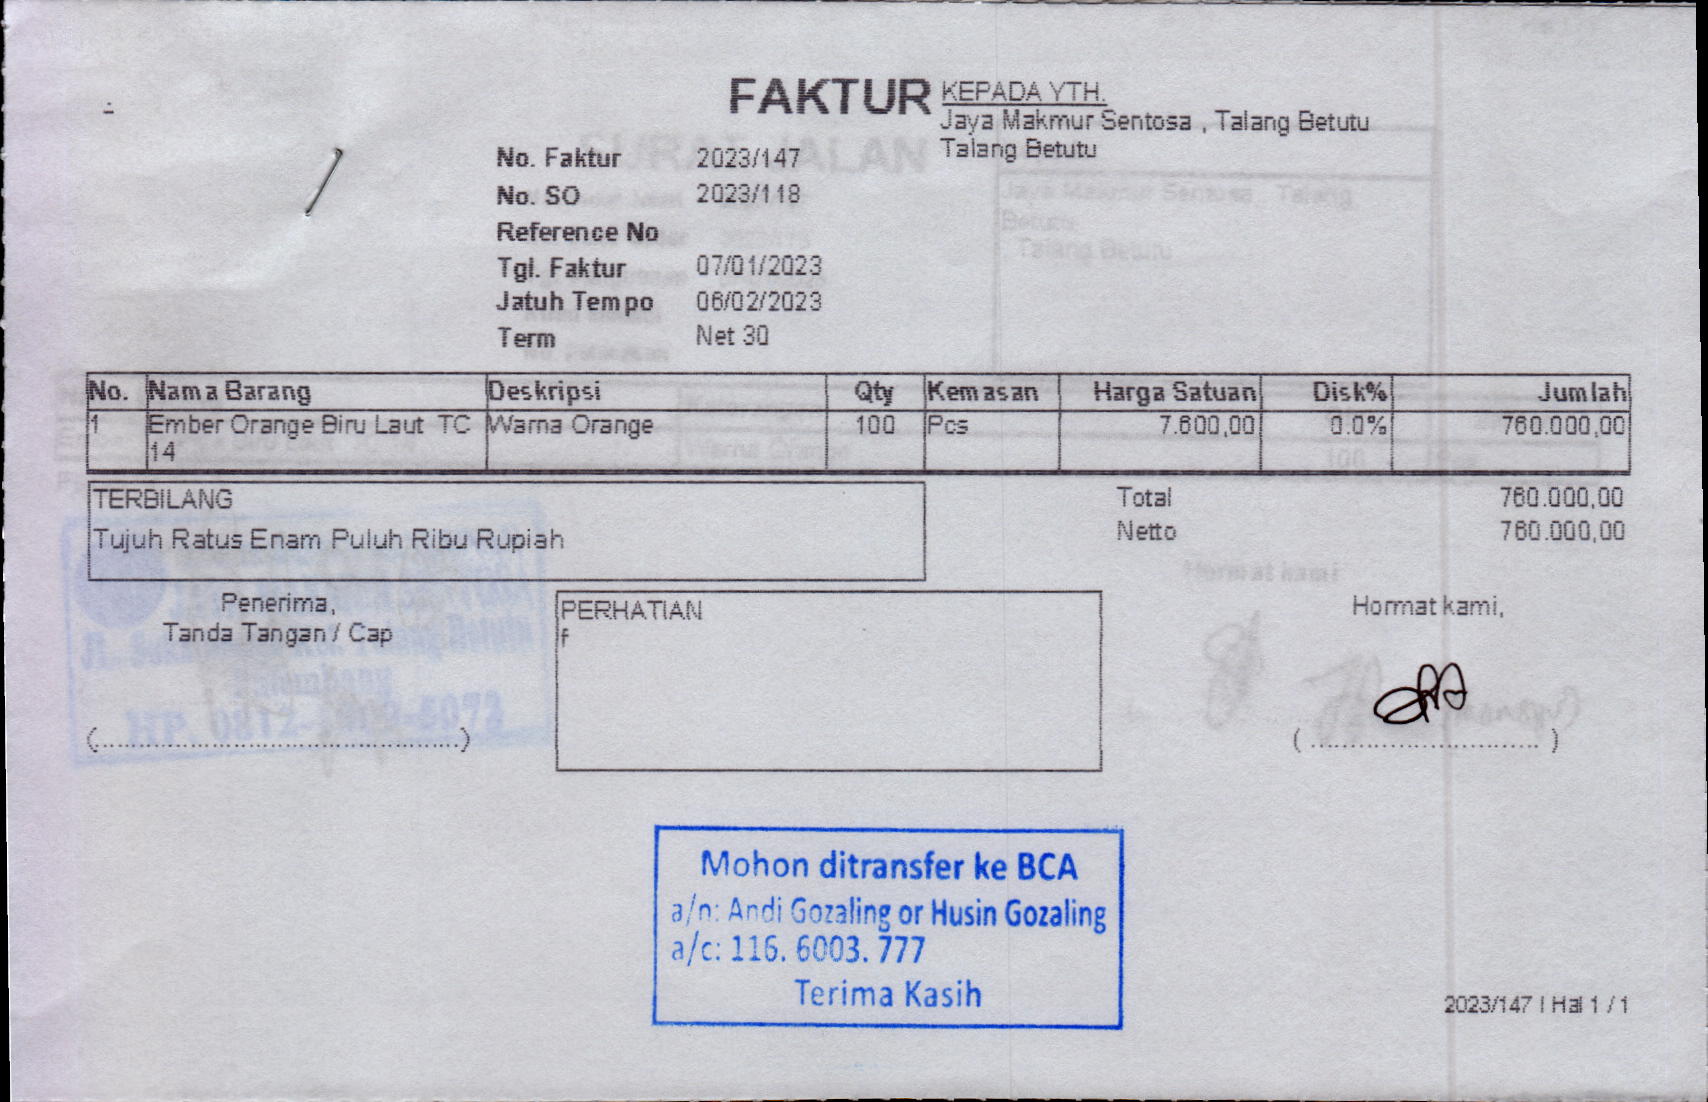 FAKTUR
KEPADA YTH.
Jaya Makmur Sentosa , Talang Betutu
Talang Betutu
No. Faktur 2023/147
No. SO 2023/118
Reference No
Tgl. Faktur 07/01/2023
Jatuh Tempo 06/02/2023
Term Net 30
No. Nama Barang Deskripsi Qty Kemasan Harga Satuan Disk% Jumlah
1 Ember Orange Biru Laut TC Warna Orange 100 Pcs 7.600,00 0.0% 760.000,00
14
TERBILANG
Tujuh Ratus Enam Puluh Ribu Rupiah
Total 760.000,00
Netto 760.000,00
Penerima,
Tanda Tangan / Cap
(..........................................)
PERHATIAN
f
Hormat kami,
( ............................ )
Mohon ditransfer ke BCA
a/n: Andi Gozaling or Husin Gozaling
a/c: 116. 6003. 777
Terima Kasih
2023/147 | Hal 1 / 1